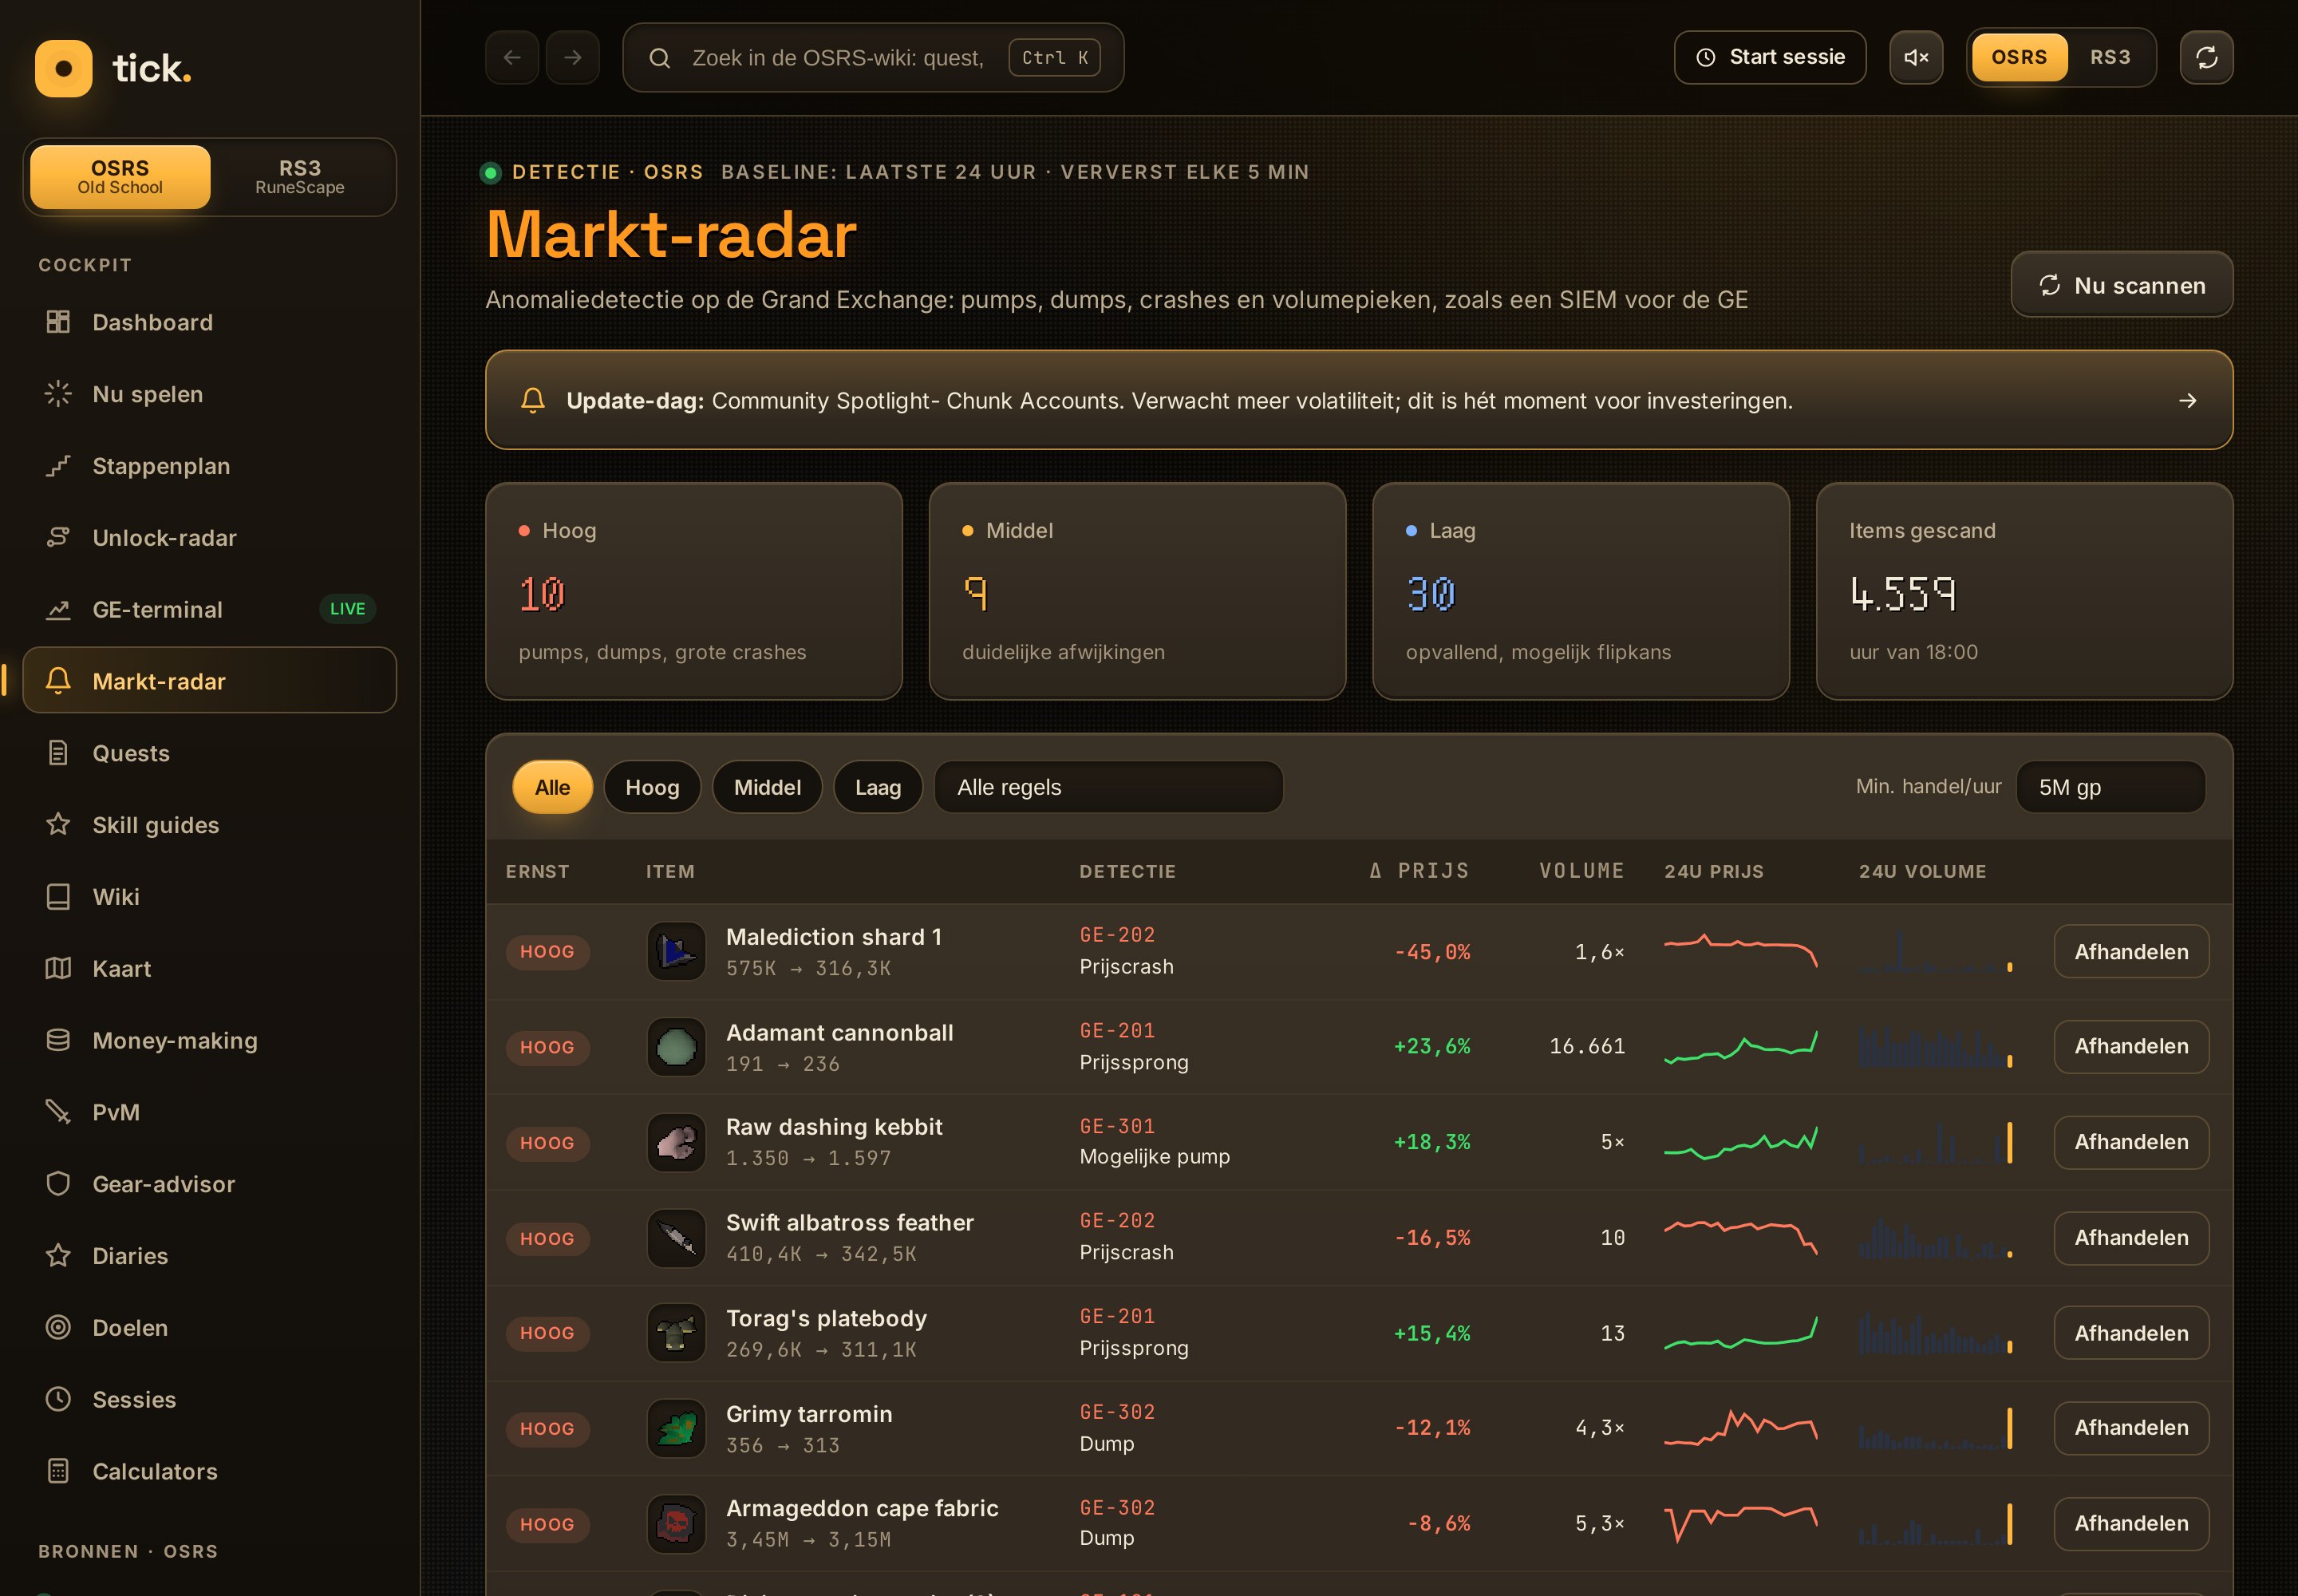 tick.
OSRS
Old School
RS3
RuneScape
COCKPIT
Dashboard
Nu spelen
Stappenplan
Unlock-radar
GE-terminal LIVE
Markt-radar
Quests
Skill guides
Wiki
Kaart
Money-making
PvM
Gear-advisor
Diaries
Doelen
Sessies
Calculators
BRONNEN · OSRS
Zoek in de OSRS-wiki: quest, Ctrl K
Start sessie
OSRS RS3
DETECTIE · OSRS BASELINE: LAATSTE 24 UUR · VERVERST ELKE 5 MIN
Markt-radar
Anomaliedetectie op de Grand Exchange: pumps, dumps, crashes en volumepieken, zoals een SIEM voor de GE
Nu scannen
Update-dag: Community Spotlight- Chunk Accounts. Verwacht meer volatiliteit; dit is hét moment voor investeringen.
Hoog
10
pumps, dumps, grote crashes
Middel
9
duidelijke afwijkingen
Laag
30
opvallend, mogelijk flipkans
Items gescand
4.559
uur van 18:00
Alle Hoog Middel Laag Alle regels Min. handel/uur 5M gp
ERNST ITEM DETECTIE Δ PRIJS VOLUME 24U PRIJS 24U VOLUME
HOOG Malediction shard 1 GE-202 -45,0% 1,6× Afhandelen
575K → 316,3K Prijscrash
HOOG Adamant cannonball GE-201 +23,6% 16.661 Afhandelen
191 → 236 Prijssprong
HOOG Raw dashing kebbit GE-301 +18,3% 5× Afhandelen
1.350 → 1.597 Mogelijke pump
HOOG Swift albatross feather GE-202 -16,5% 10 Afhandelen
410,4K → 342,5K Prijscrash
HOOG Torag's platebody GE-201 +15,4% 13 Afhandelen
269,6K → 311,1K Prijssprong
HOOG Grimy tarromin GE-302 -12,1% 4,3× Afhandelen
356 → 313 Dump
HOOG Armageddon cape fabric GE-302 -8,6% 5,3× Afhandelen
3,45M → 3,15M Dump